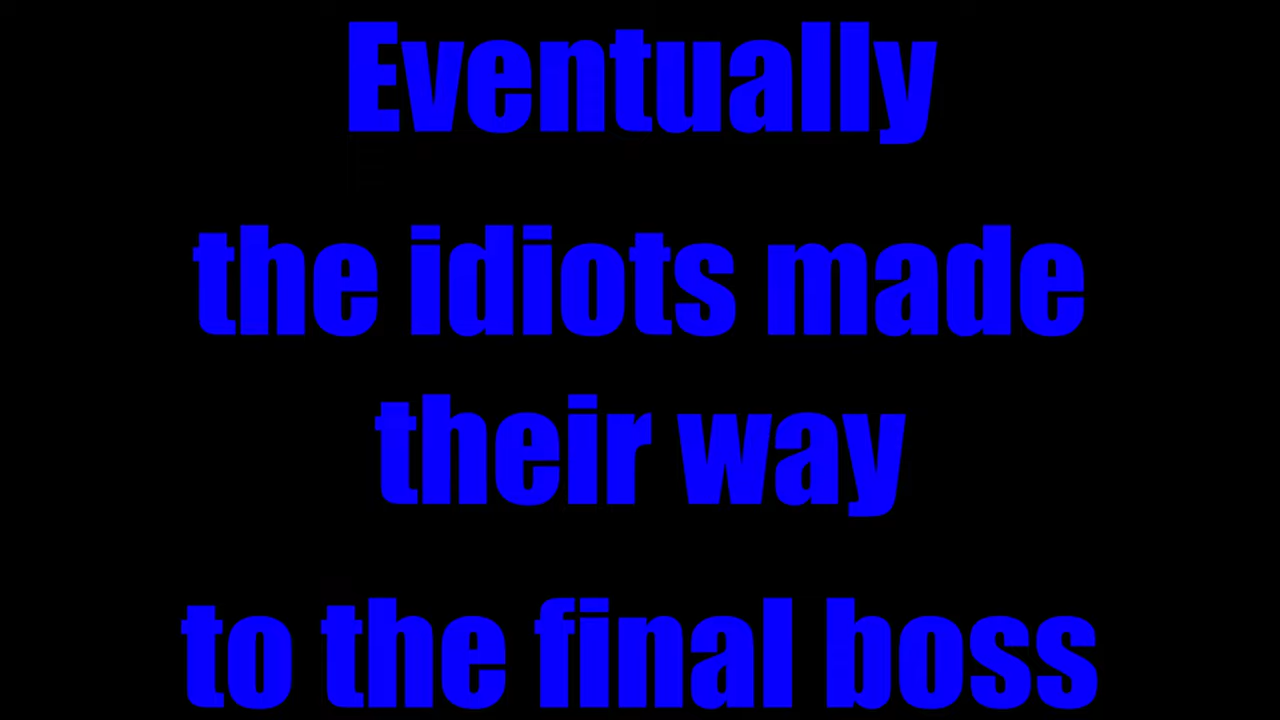 Eventually
the idiots made
their way
to the final boss